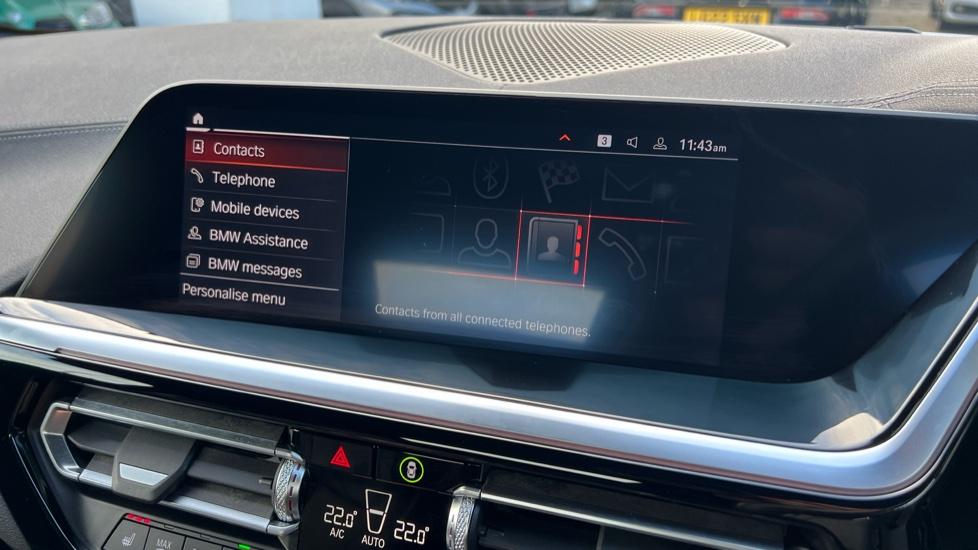 3
11:43am
Contacts
Telephone
Mobile devices
BMW Assistance
BMW messages
Personalise menu
Contacts from all connected telephones.
22.0°
A/C
AUTO
22.0°
MAX